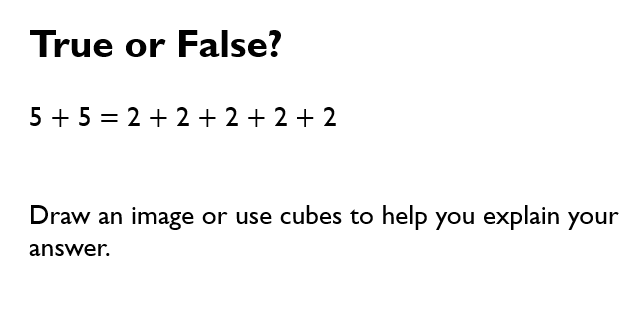 True or False?
5 + 5 = 2 + 2 + 2 + 2 + 2
Draw an image or use cubes to help you explain your
answer.